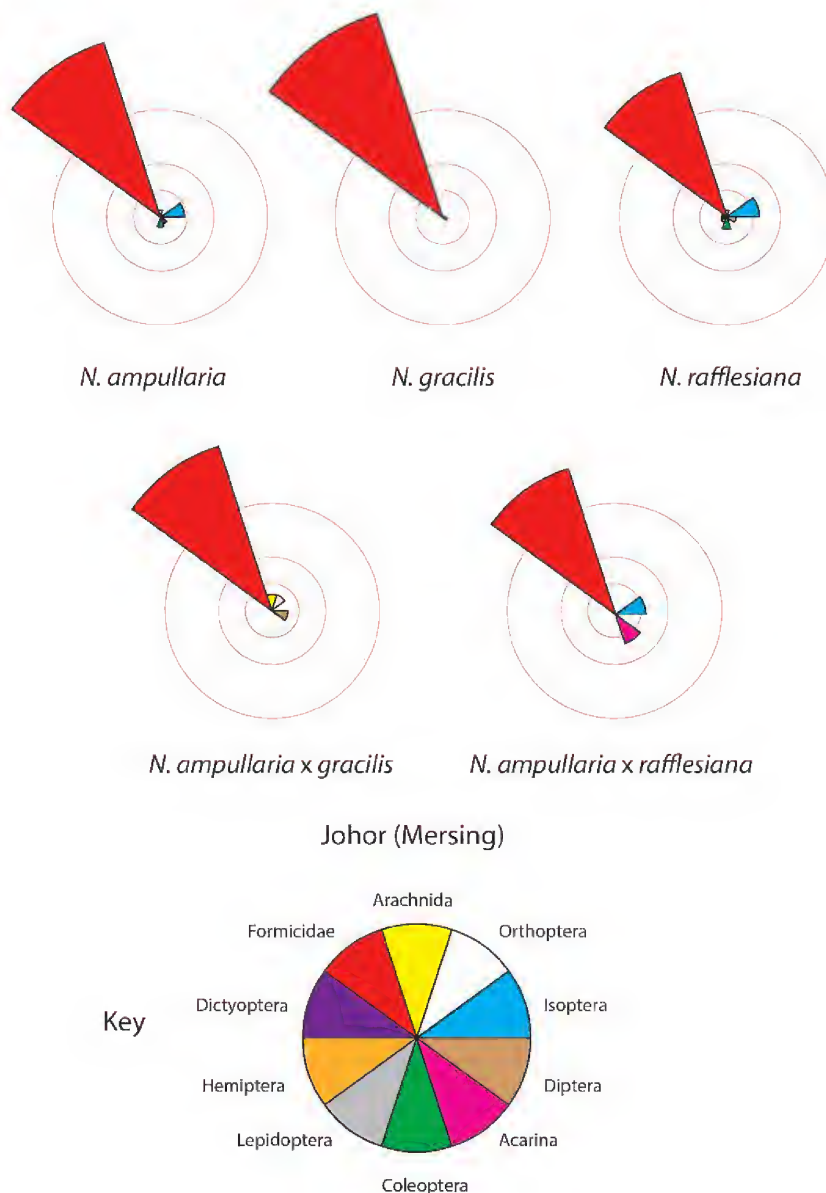 N. ampullaria
N. gracilis
N. rafflesiana
N. ampullaria x gracilis
N. ampullaria x rafflesiana
Johor (Mersing)
Key
Arachnida
Formicidae
Orthoptera
Dictyoptera
Isoptera
Hemiptera
Diptera
Lepidoptera
Acarina
Coleoptera